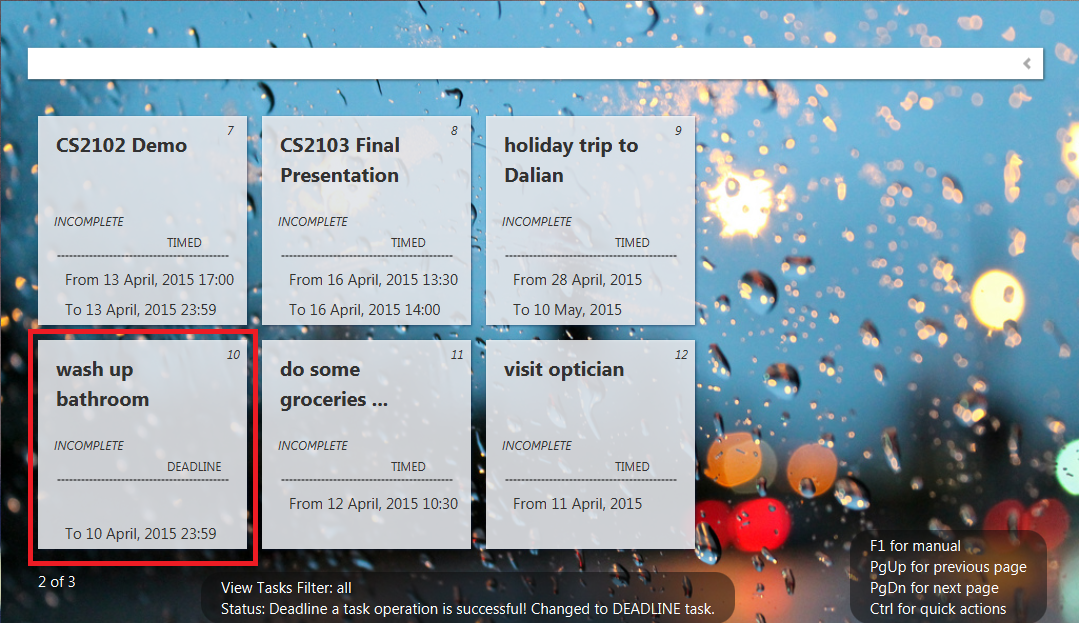 7
CS2102 Demo
INCOMPLETE
TIMED
From 13 April, 2015 17:00
To 13 April, 2015 23:59
8
CS2103 Final
Presentation
INCOMPLETE
TIMED
From 16 April, 2015 13:30
To 16 April, 2015 14:00
9
holiday trip to
Dalian
INCOMPLETE
TIMED
From 28 April, 2015
To 10 May, 2015
10
wash up
bathroom
INCOMPLETE
DEADLINE
To 10 April, 2015 23:59
11
do some
groceries ...
INCOMPLETE
TIMED
From 12 April, 2015 10:30
12
visit optician
INCOMPLETE
TIMED
From 11 April, 2015
2 of 3
View Tasks Filter: all
Status: Deadline a task operation is successful! Changed to DEADLINE task.
F1 for manual
PgUp for previous page
PgDn for next page
Ctrl for quick actions